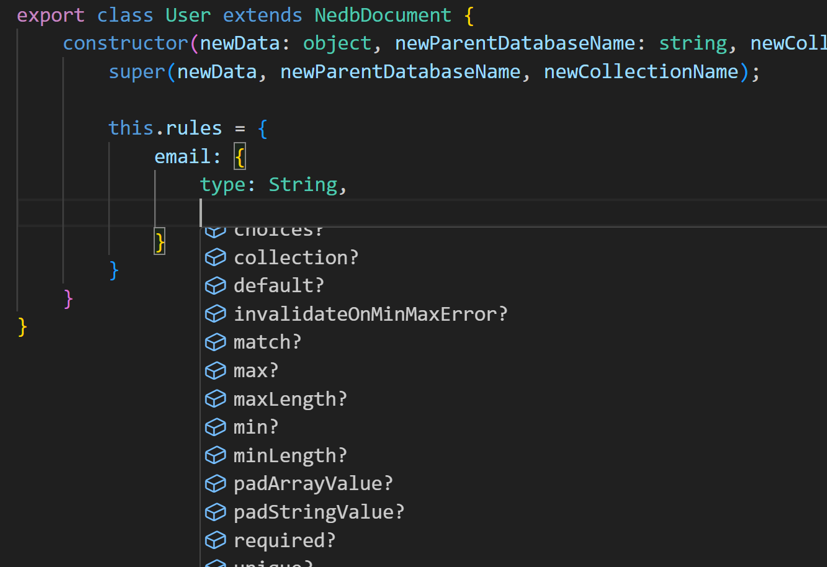 export class User extends NedbDocument {
constructor(newData: object, newParentDatabaseName: string, newColl
super(newData, newParentDatabaseName, newCollectionName);
this.rules = {
email: {
type: String,
choices?
}
collection?
}
default?
}
invalidateOnMinMaxError?
}
match?
max?
maxLength?
min?
minLength?
padArrayValue?
padStringValue?
required?
unique?